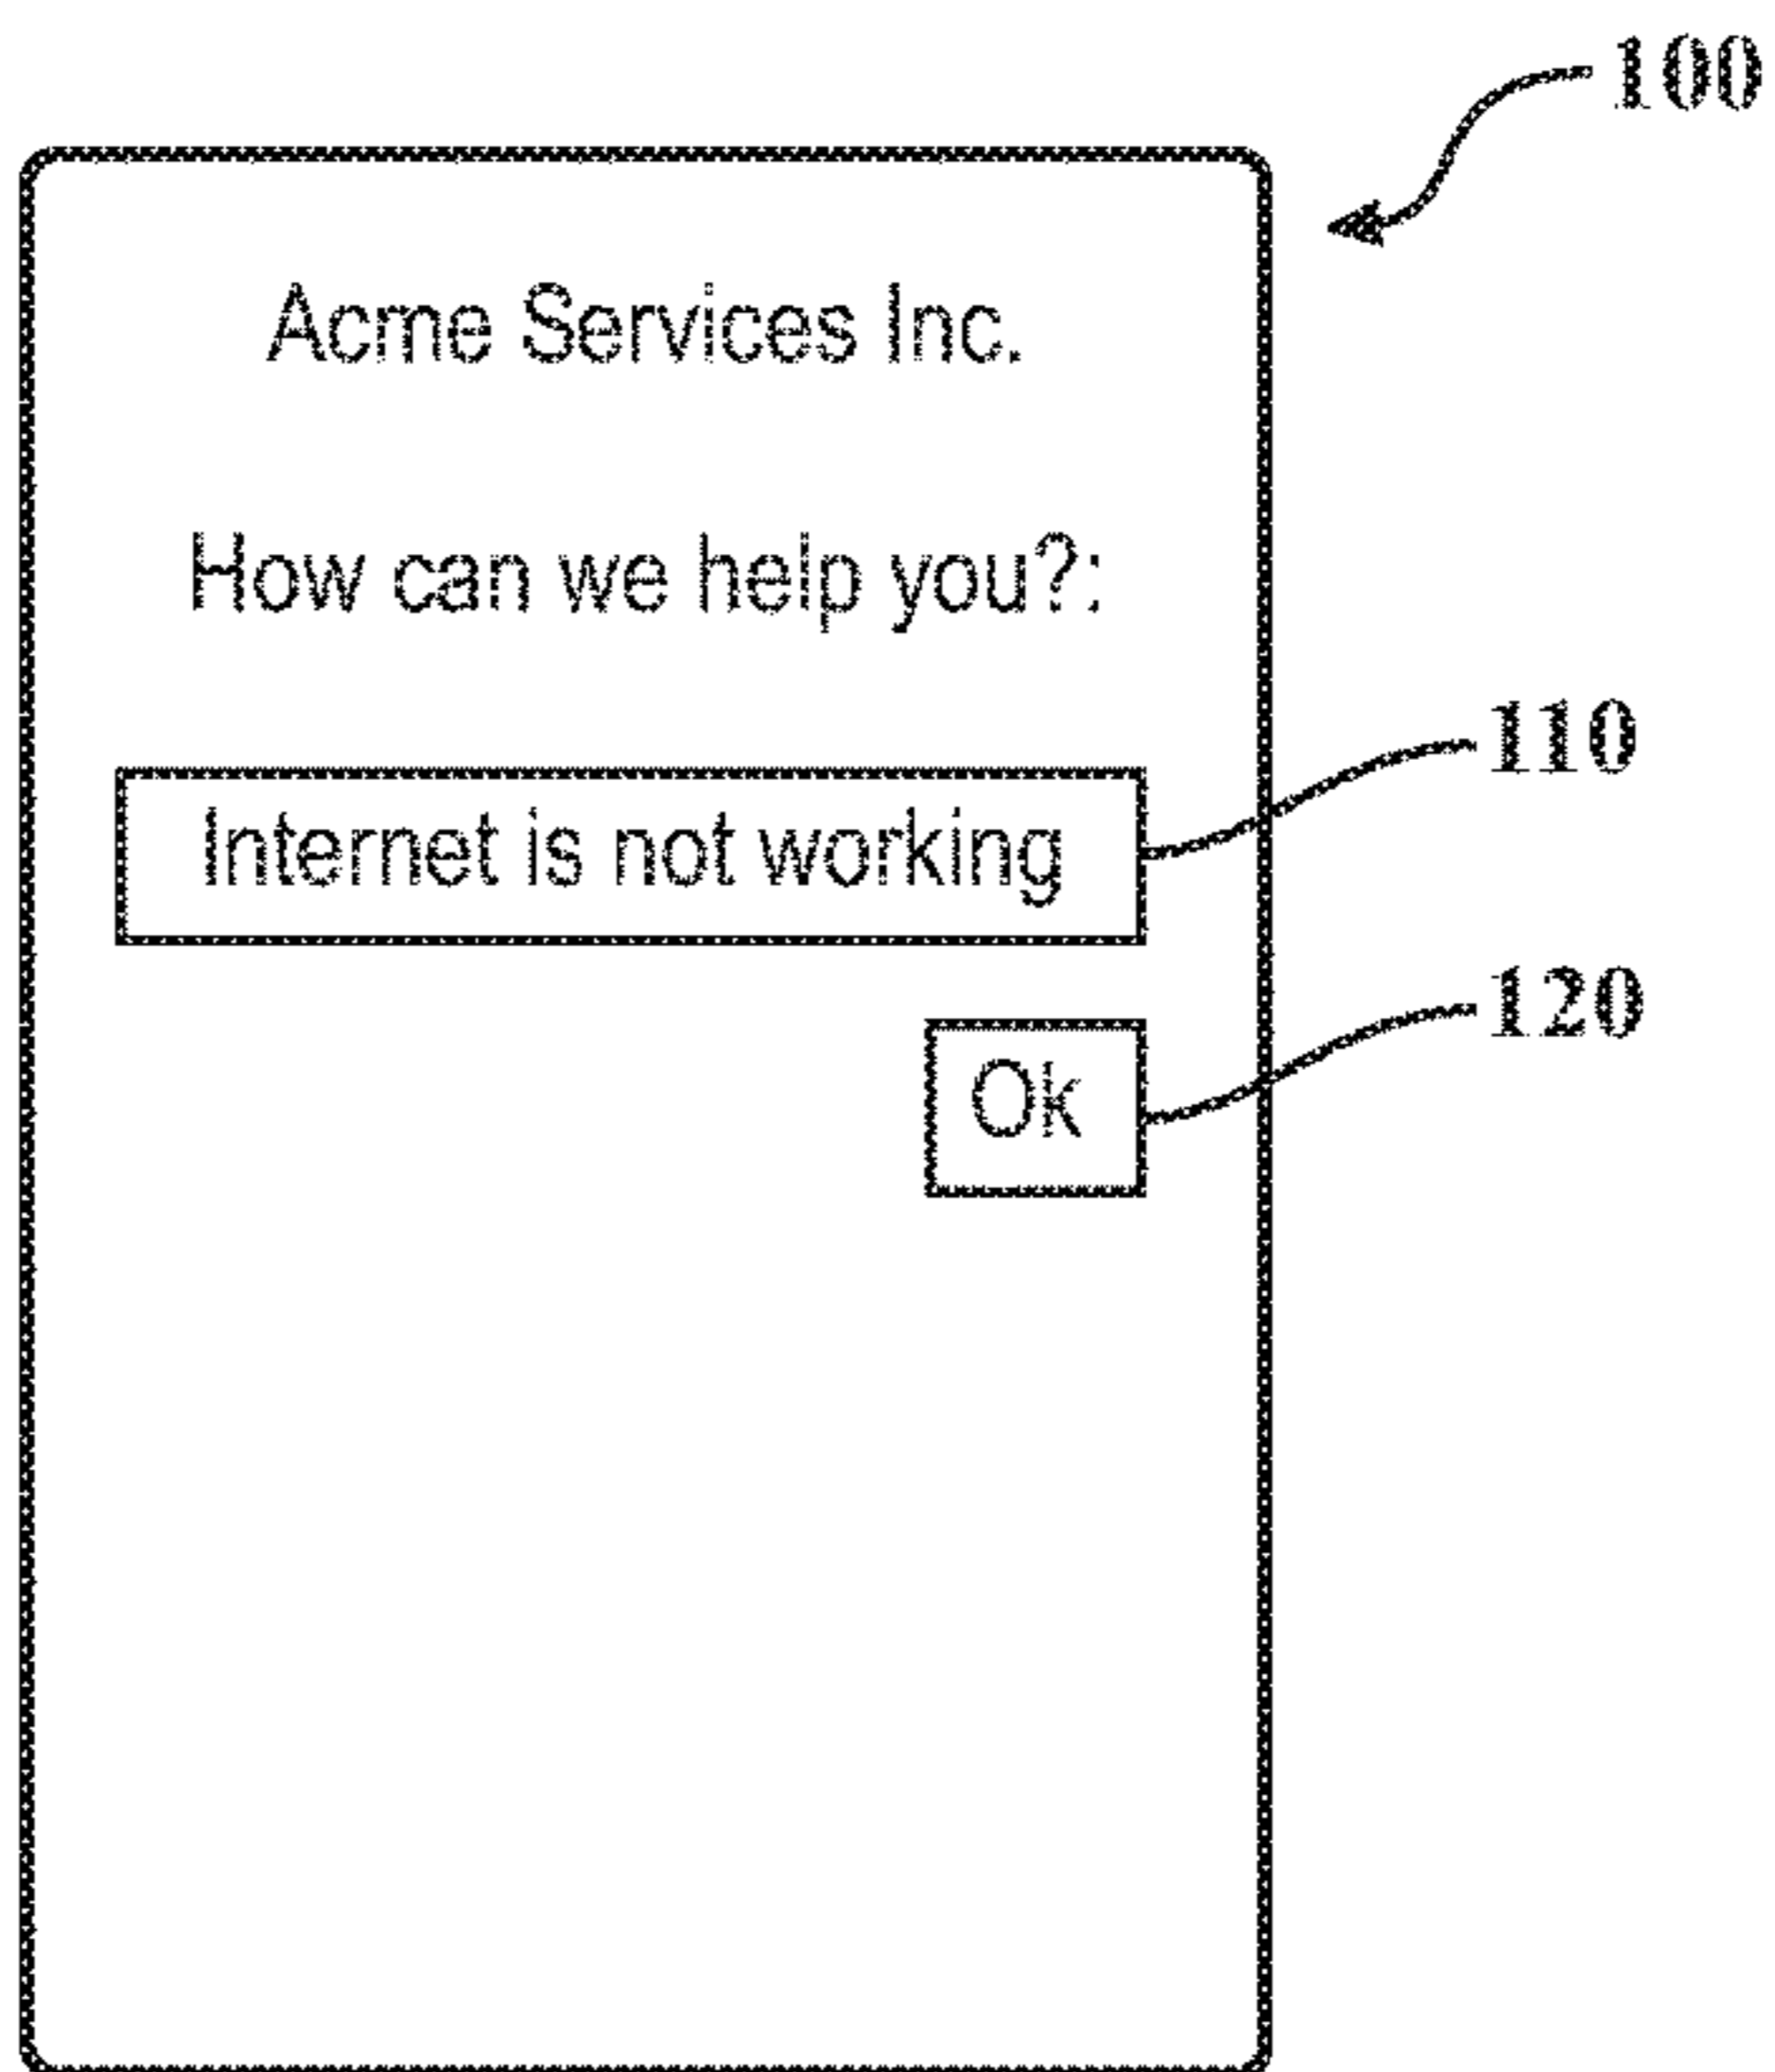 100
Acme Services Inc.
How can we help you?:
110
Internet is not working
120
Ok